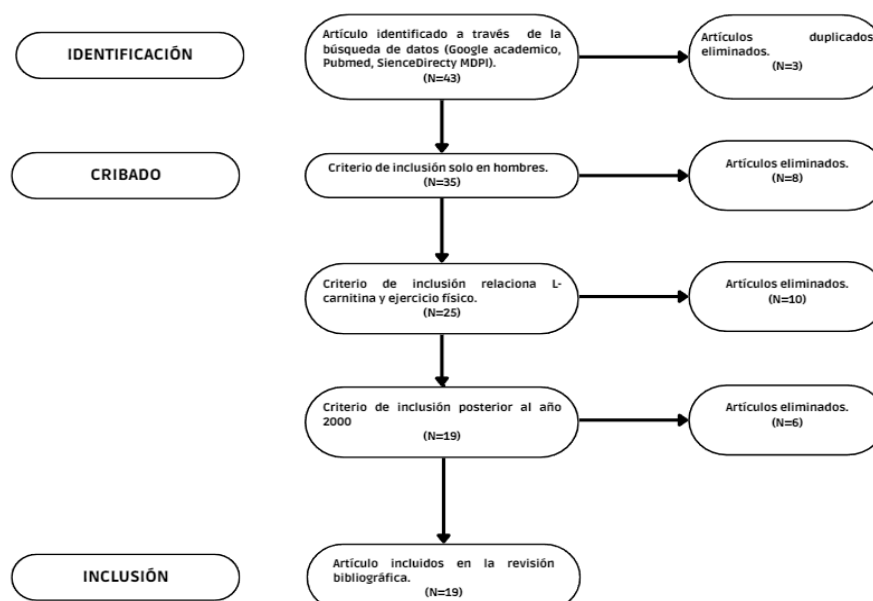 IDENTIFICACIÓN
Artículo identificado a través de la
búsqueda de datos (Google academico,
Pubmed, SienceDirecty MDPI).
(N=43)
Artículos duplicados
eliminados.
(N=3)
CRIBADO
Criterio de inclusión solo en hombres.
(N=35)
Artículos eliminados.
(N=8)
Criterio de inclusión relaciona L-
carnitina y ejercicio físico.
(N=25)
Artículos eliminados.
(N=10)
Criterio de inclusión posterior al año
2000
(N=19)
Artículos eliminados.
(N=6)
INCLUSIÓN
Artículo incluidos en la revisión
bibliográfica.
(N=19)